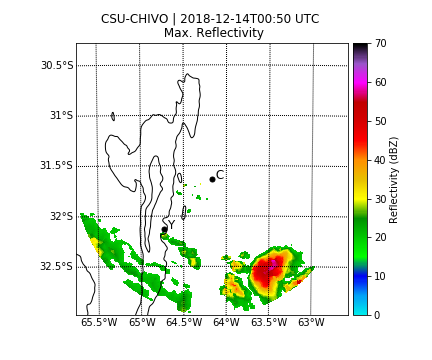 CSU-CHIVO | 2018-12-14T00:50 UTC
Max. Reflectivity
30.5°S
31°S
31.5°S
32°S
32.5°S
65.5°W 65°W 64.5°W 64°W 63.5°W 63°W
C
Y
70
60
50
40
30
20
10
0
Reflectivity (dBZ)